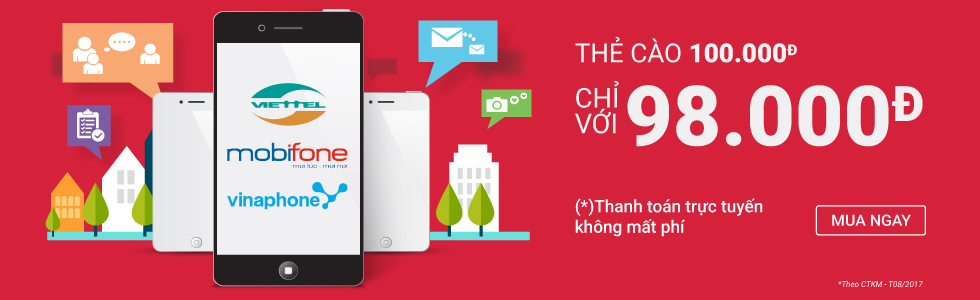 VIETTEL
mobifone
mọi lúc - mọi nơi
vinaphone
THẺ CÀO 100.000Đ
CHỈ VỚI 98.000Đ
(*)Thanh toán trực tuyến
không mất phí
MUA NGAY
*Theo CTKM - T08/2017